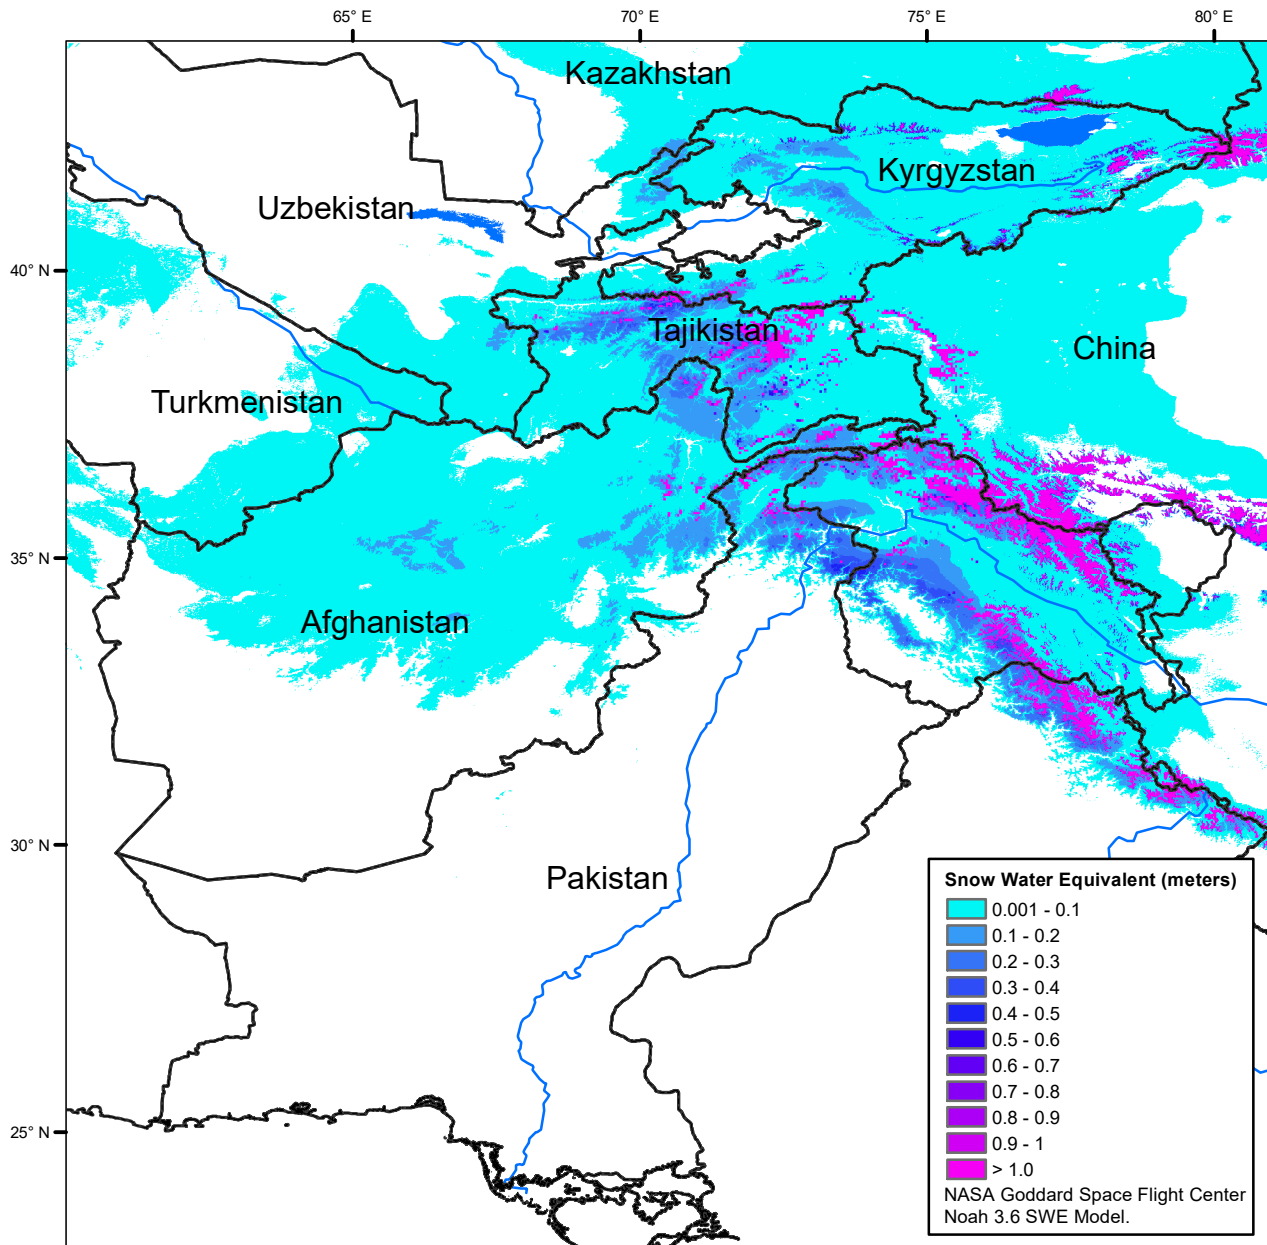 65° E
70° E
75° E
80° E
Kazakhstan
Kyrgyzstan
Uzbekistan
40° N
Tajikistan
China
Turkmenistan
35° N
Afghanistan
30° N
Pakistan
25° N
Snow Water Equivalent (meters)
0.001 - 0.1
0.1 - 0.2
0.2 - 0.3
0.3 - 0.4
0.4 - 0.5
0.5 - 0.6
0.6 - 0.7
0.7 - 0.8
0.8 - 0.9
0.9 - 1
> 1.0
NASA Goddard Space Flight Center
Noah 3.6 SWE Model.